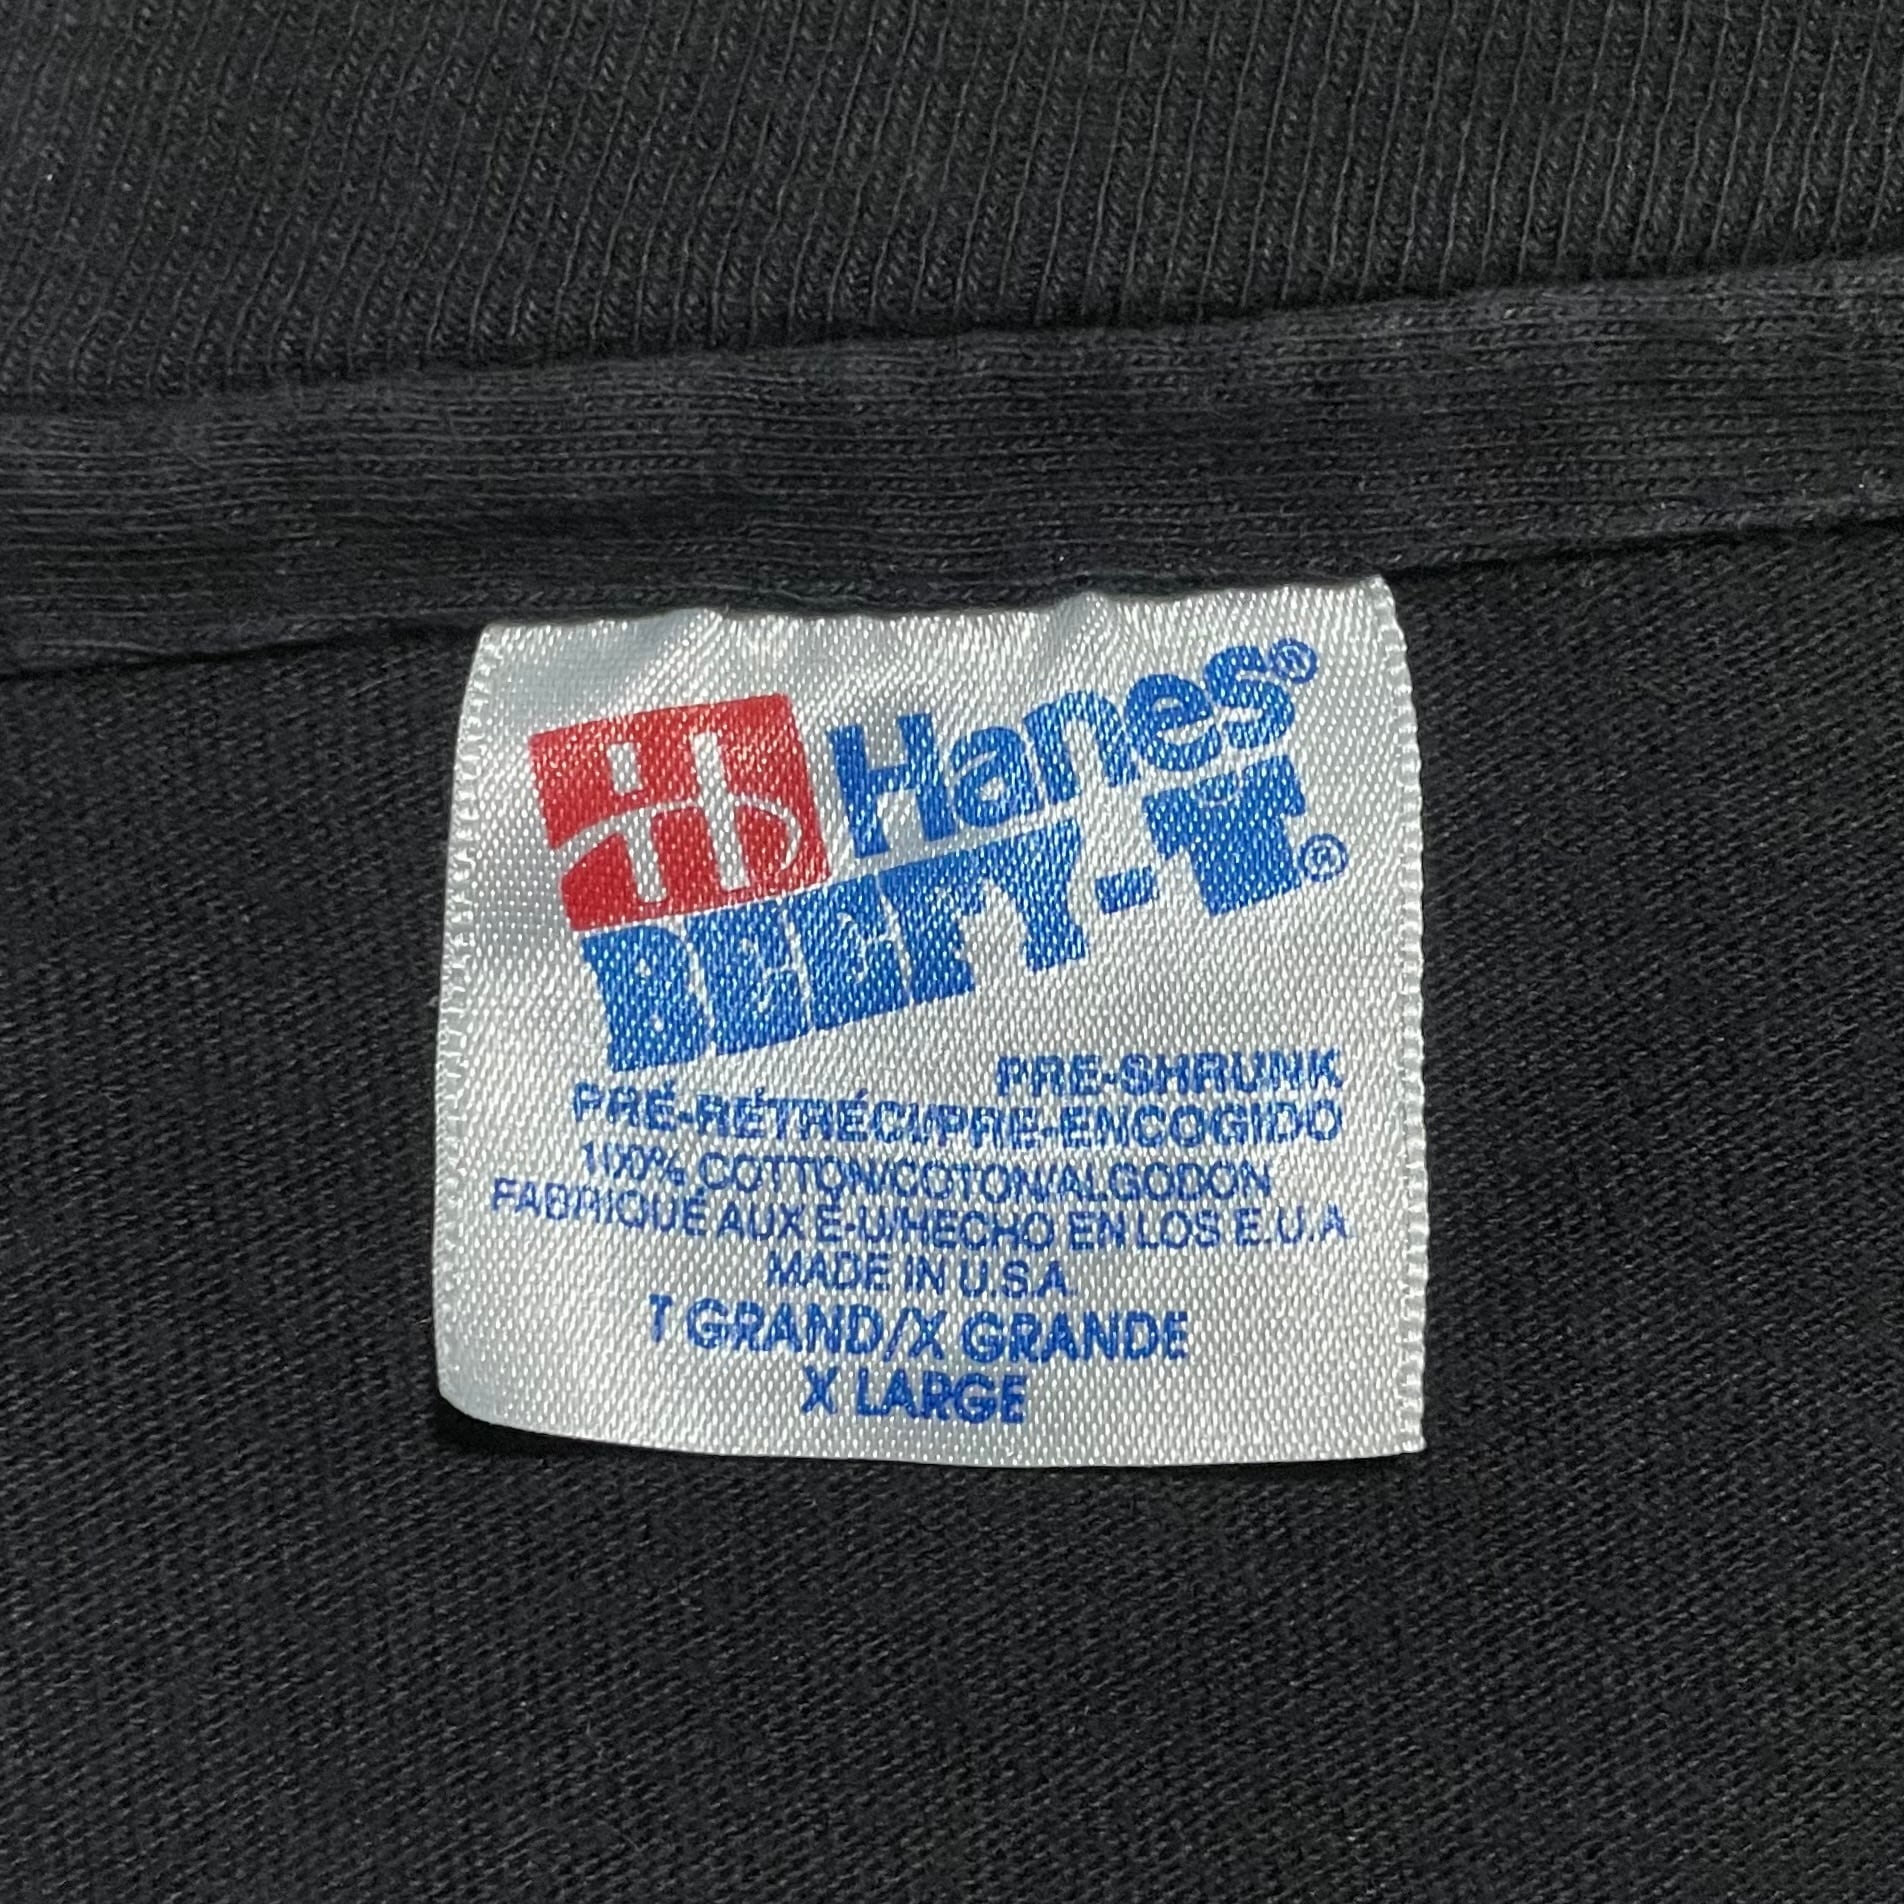 Hanes®
BEEFY-T®
PRE-SHRUNK
PRÉ-RÉTRÉCI/PRE-ENCOGIDO
100% COTTON/COTON/ALGODON
FABRIQUÉ AUX É-U/HECHO EN LOS E.U.A
MADE IN U.S.A.
T GRAND/X GRANDE
X LARGE